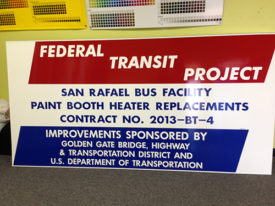 FEDERAL TRANSIT PROJECT
SAN RAFAEL BUS FACILITY
PAINT BOOTH HEATER REPLACEMENTS
CONTRACT NO. 2013-BT-4
IMPROVEMENTS SPONSORED BY
GOLDEN GATE BRIDGE, HIGHWAY
& TRANSPORTATION DISTRICT AND
U.S. DEPARTMENT OF TRANSPORTATION